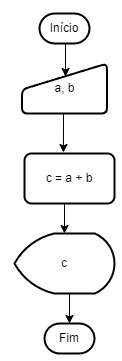 Início
a, b
c = a + b
c
Fim